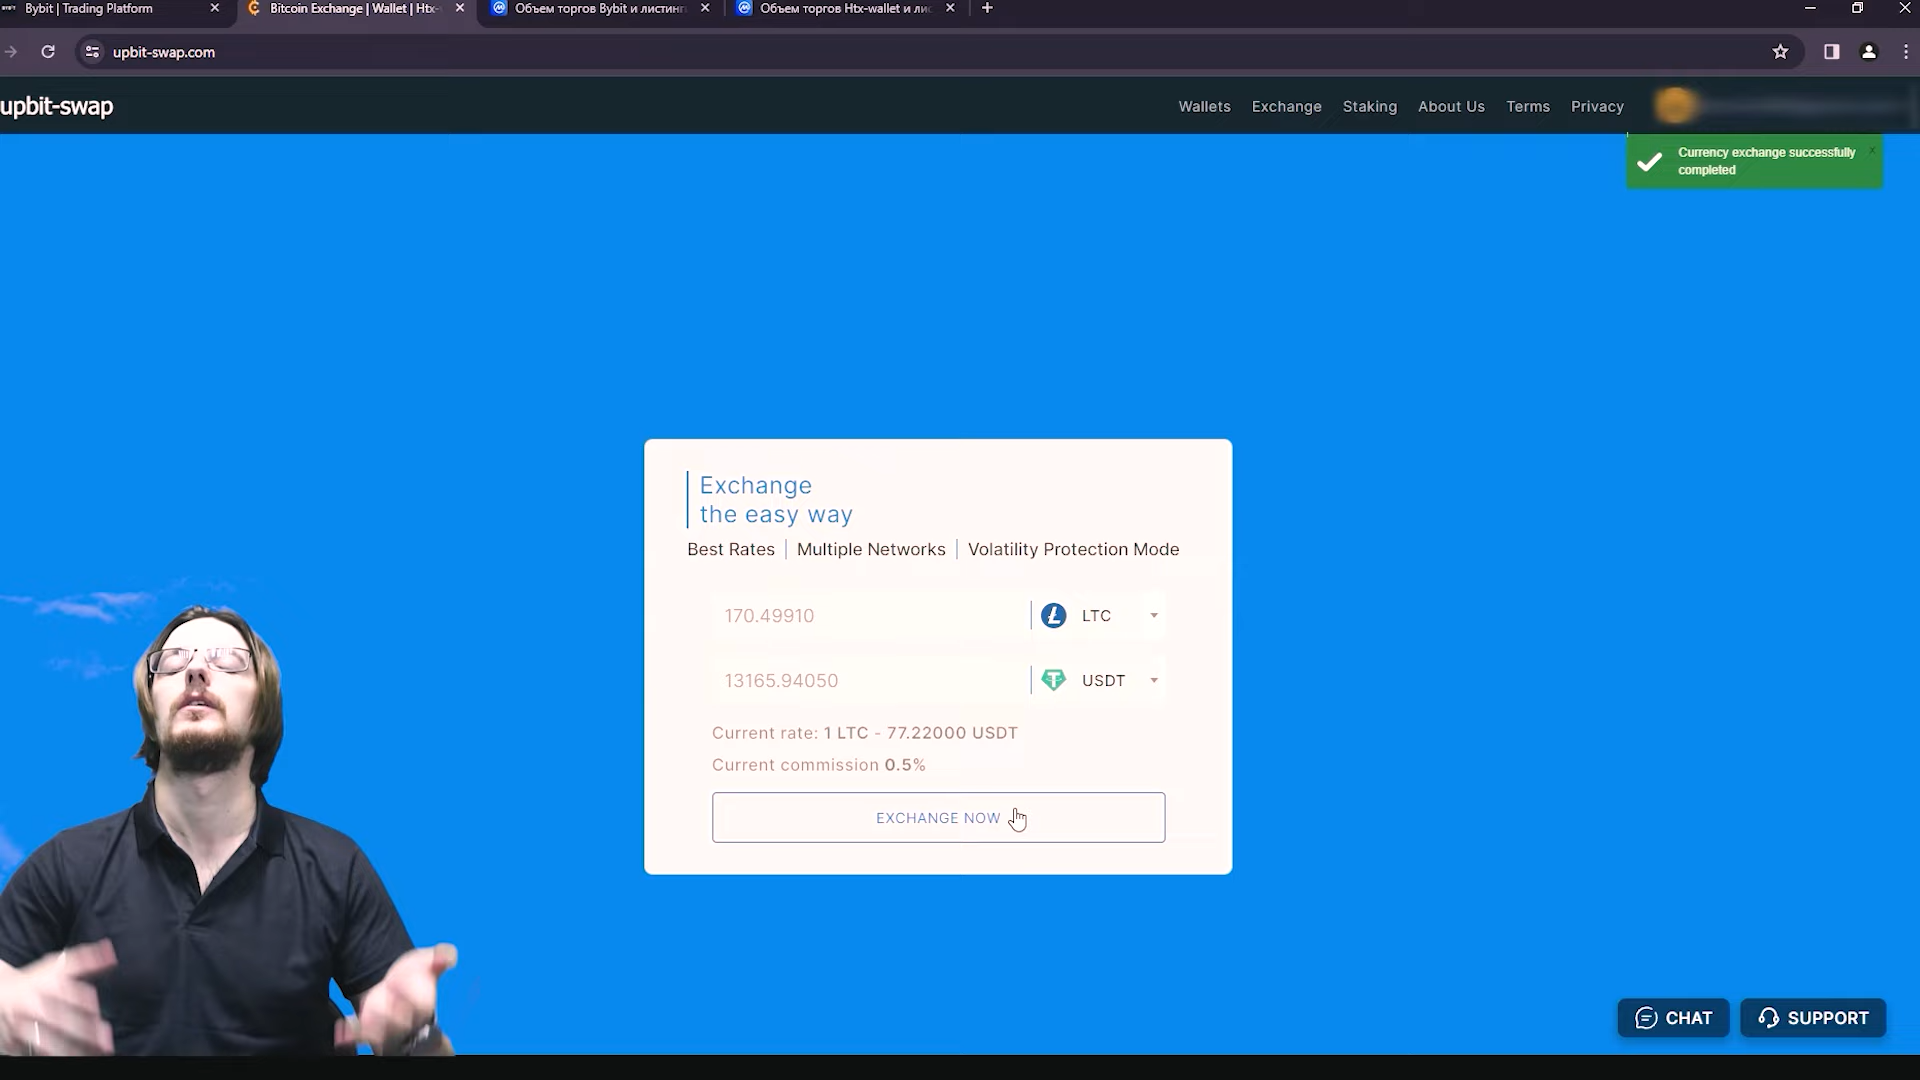 Bybit | Trading Platform
Bitcoin Exchange | Wallet | Htx-
Объем торгов Bybit и листинг
Объем торгов Htx-wallet и ли
upbit-swap.com
upbit-swap
Wallets
Exchange
Staking
About Us
Terms
Privacy
Currency exchange successfully
completed
Exchange
the easy way
Best Rates | Multiple Networks | Volatility Protection Mode
170.49910
LTC
13165.94050
USDT
Current rate: 1 LTC - 77.22000 USDT
Current commission 0.5%
EXCHANGE NOW
CHAT
SUPPORT